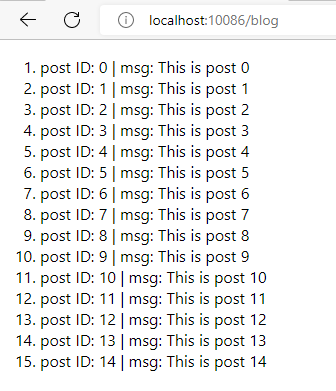 localhost:10086/blog
1. post ID: 0 | msg: This is post 0
2. post ID: 1 | msg: This is post 1
3. post ID: 2 | msg: This is post 2
4. post ID: 3 | msg: This is post 3
5. post ID: 4 | msg: This is post 4
6. post ID: 5 | msg: This is post 5
7. post ID: 6 | msg: This is post 6
8. post ID: 7 | msg: This is post 7
9. post ID: 8 | msg: This is post 8
10. post ID: 9 | msg: This is post 9
11. post ID: 10 | msg: This is post 10
12. post ID: 11 | msg: This is post 11
13. post ID: 12 | msg: This is post 12
14. post ID: 13 | msg: This is post 13
15. post ID: 14 | msg: This is post 14